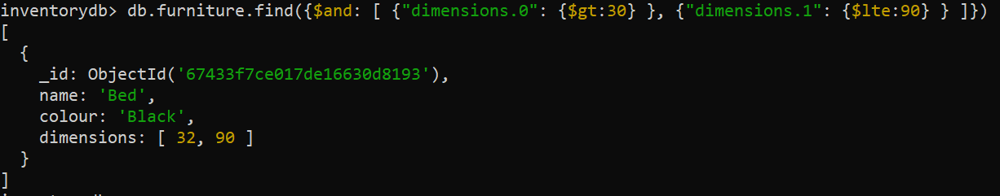 inventorydb> db.furniture.find({$and: [ {"dimensions.0": {$gt:30} }, {"dimensions.1": {$lte:90} } ]})
[
  {
    _id: ObjectId('67433f7ce017de16630d8193'),
    name: 'Bed',
    colour: 'Black',
    dimensions: [ 32, 90 ]
  }
]